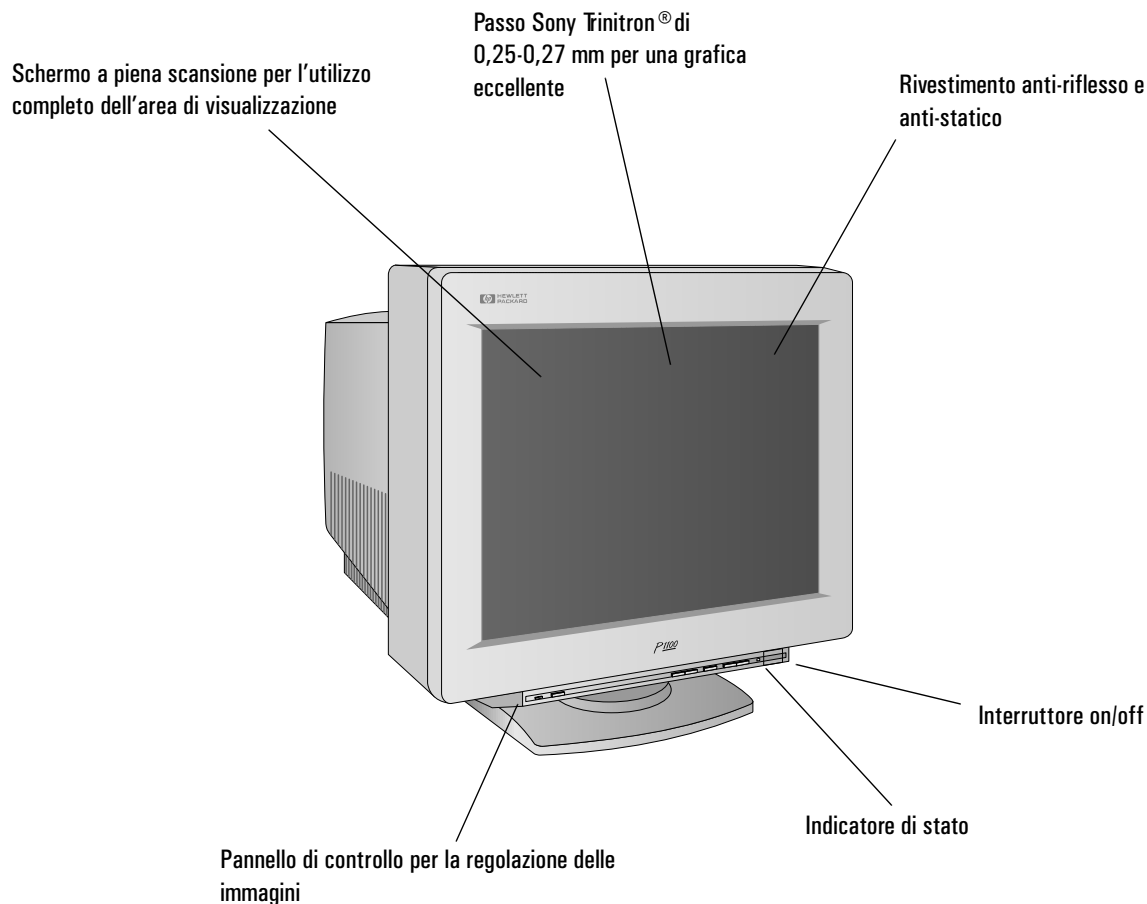 Passo Sony Trinitron® di
0,25-0,27 mm per una grafica
eccellente
Schermo a piena scansione per l'utilizzo
completo dell'area di visualizzazione
Rivestimento anti-riflesso e
anti-statico
HEWLETT
PACKARD
P1100
Interruttore on/off
Indicatore di stato
Pannello di controllo per la regolazione delle
immagini